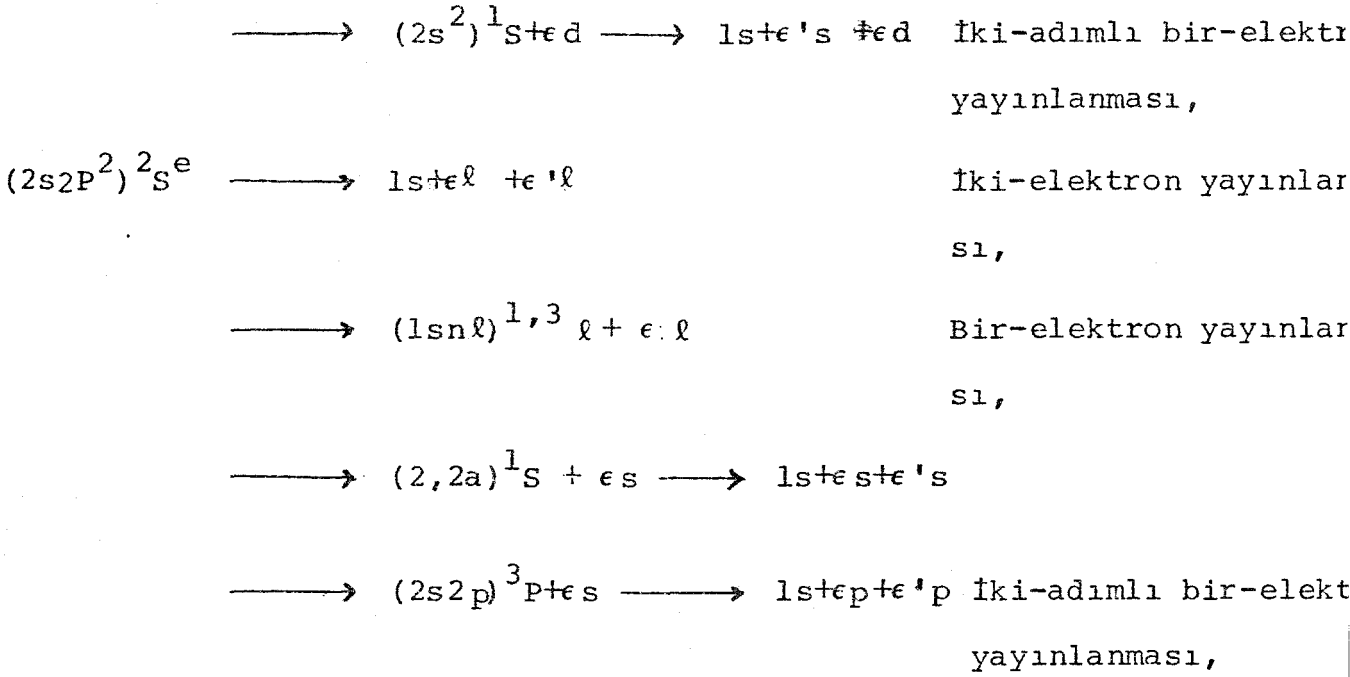 ⟶ (2s²)¹S+ϵd ⟶ 1s+ϵ's +ϵd İki-adımlı bir-elektr
yayınlanması,
(2s2P²)²Sᵉ ⟶ 1s+ϵℓ +ϵ'ℓ İki-elektron yayınlar
sı,
⟶ (1snℓ)¹,³ ℓ + ϵ ℓ Bir-elektron yayınlar
sı,
⟶ (2,2a)¹S + ϵs ⟶ 1s+ϵs+ϵ's
⟶ (2s2p)³P+ϵs ⟶ 1s+ϵp+ϵ'p İki-adımlı bir-elekt
yayınlanması,